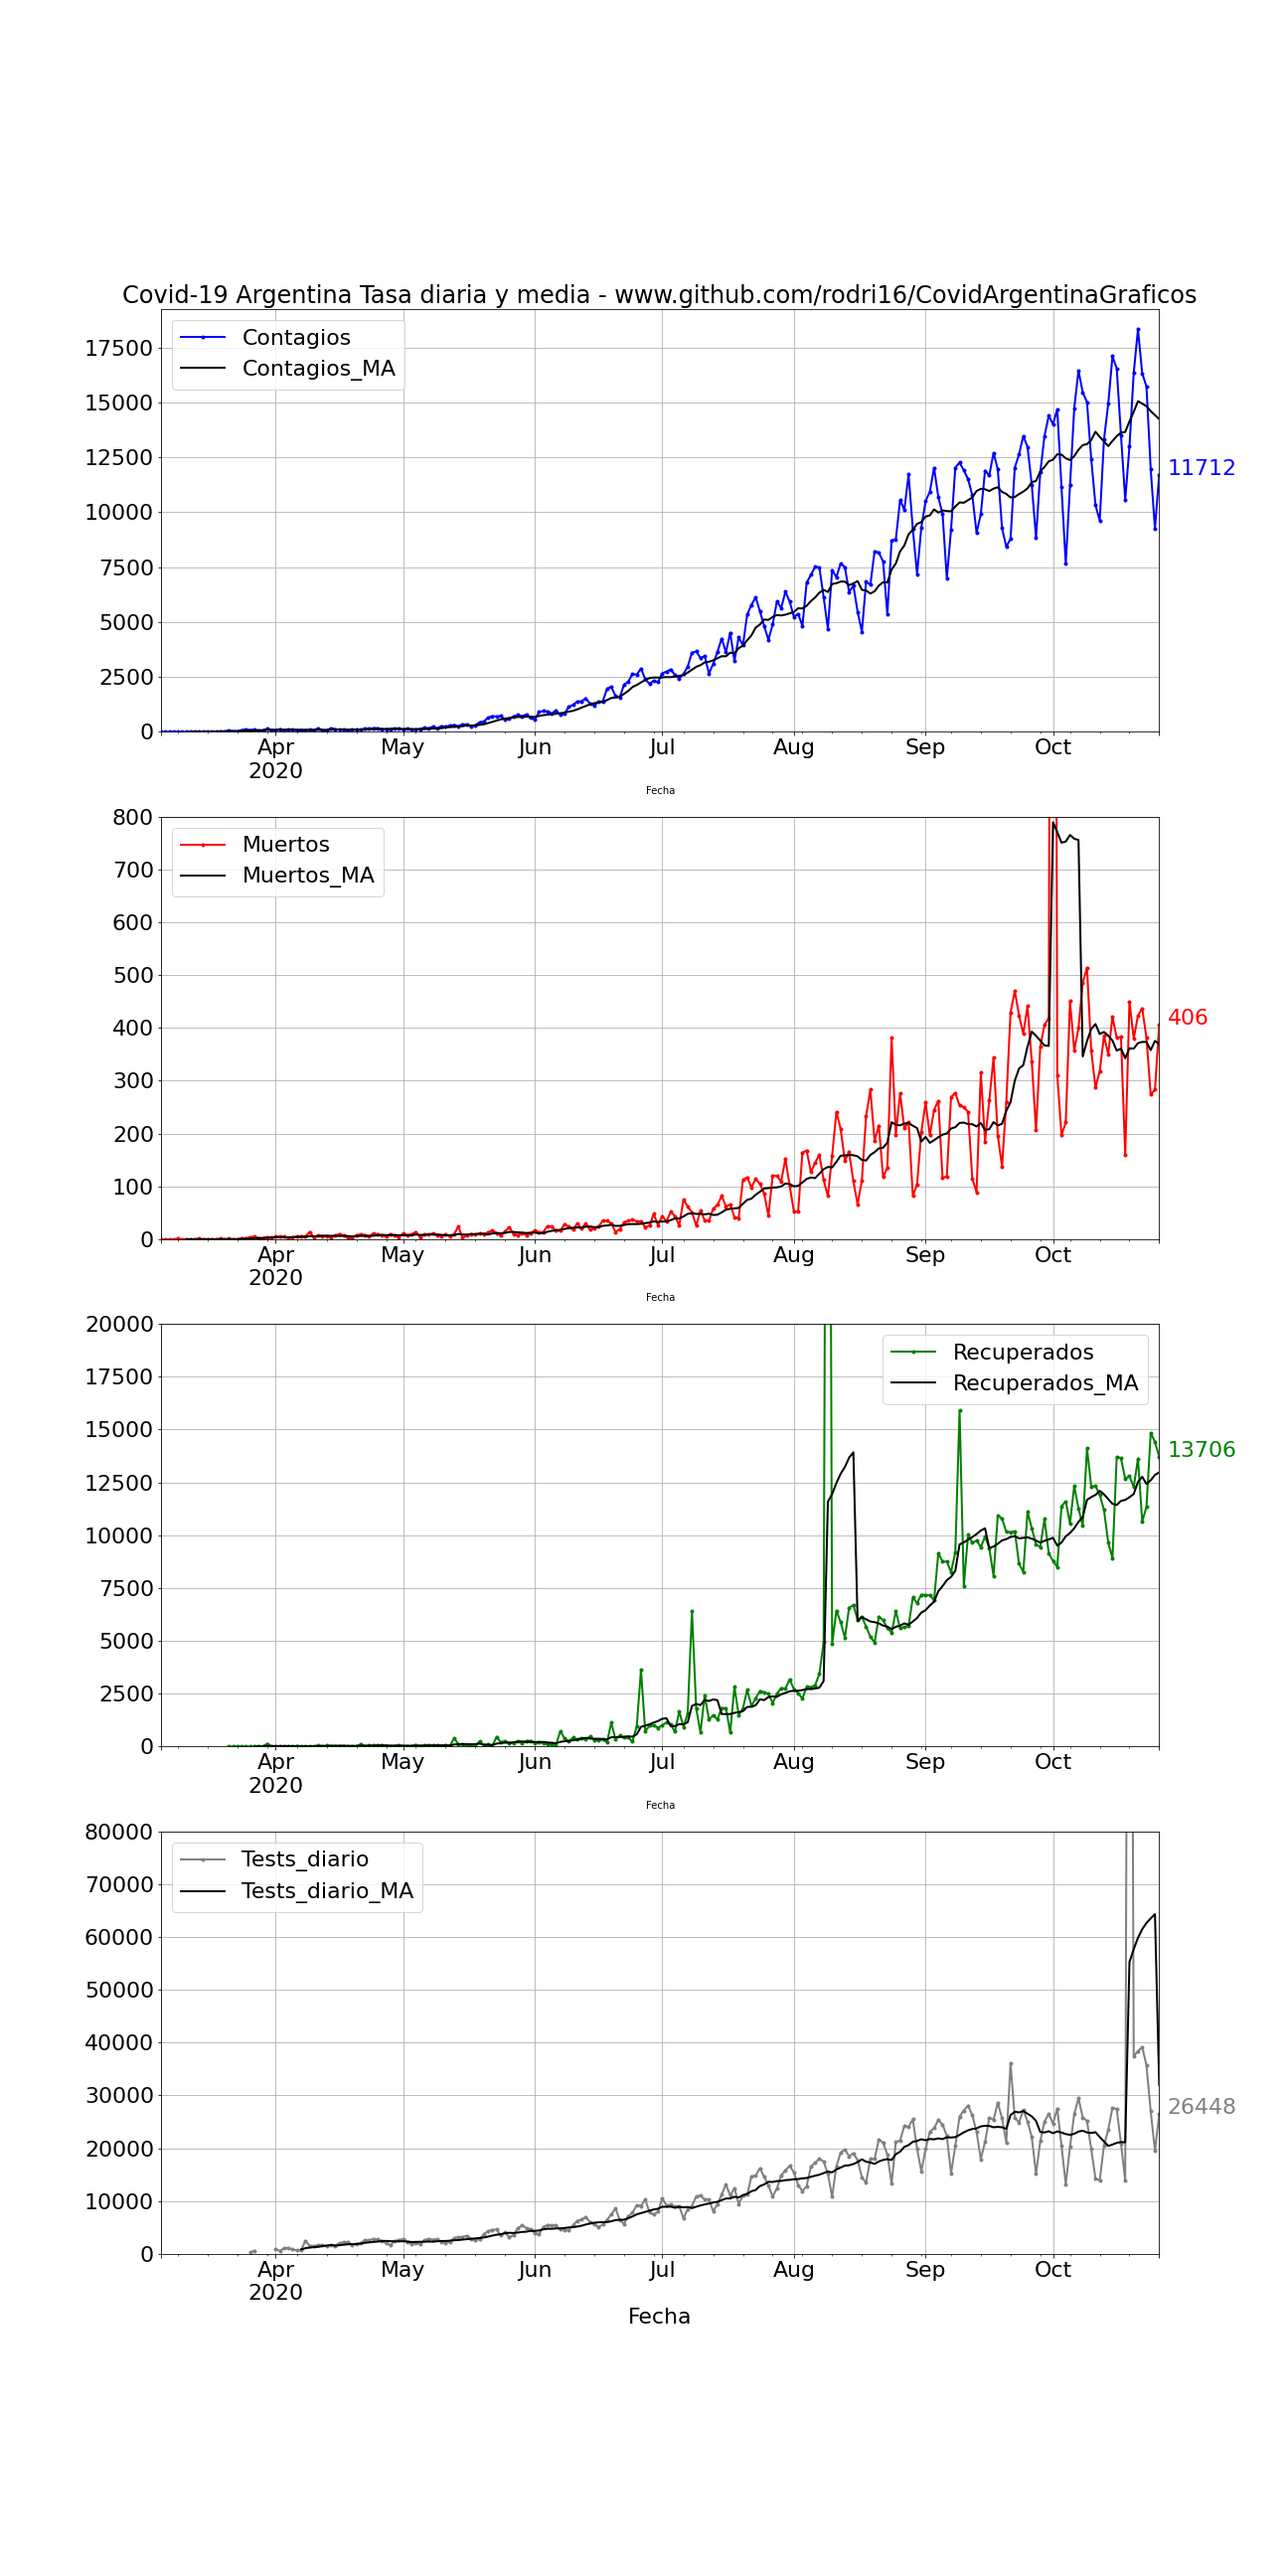 Covid-19 Argentina Tasa diaria y media - www.github.com/rodri16/CovidArgentinaGraficos
Contagios
Contagios_MA
17500
15000
12500
10000
7500
5000
2500
0
11712
Apr May Jun Jul Aug Sep Oct
2020
Fecha
Muertos
Muertos_MA
800
700
600
500
400
300
200
100
0
406
Apr May Jun Jul Aug Sep Oct
2020
Fecha
Recuperados
Recuperados_MA
20000
17500
15000
12500
10000
7500
5000
2500
0
13706
Apr May Jun Jul Aug Sep Oct
2020
Fecha
Tests_diario
Tests_diario_MA
80000
70000
60000
50000
40000
30000
20000
10000
0
26448
Apr May Jun Jul Aug Sep Oct
2020
Fecha